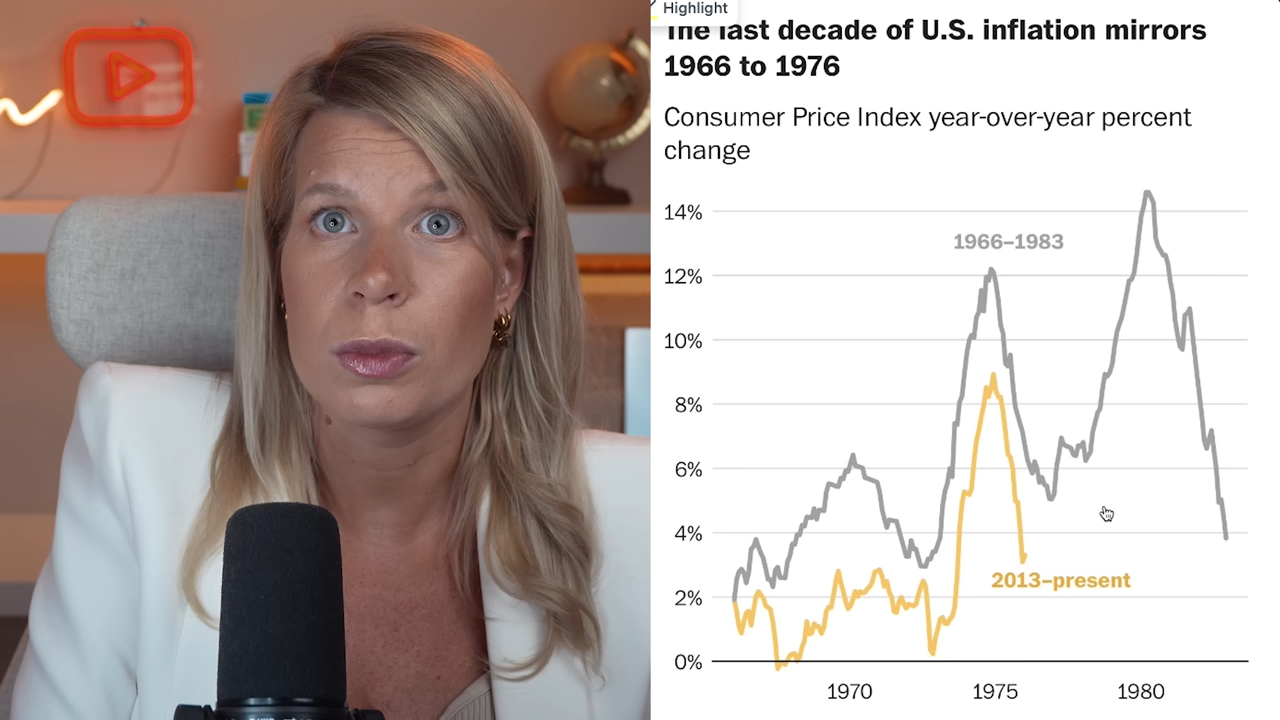 Highlight
The last decade of U.S. inflation mirrors
1966 to 1976
Consumer Price Index year-over-year percent
change
14%
1966–1983
12%
10%
8%
6%
4%
2013–present
2%
0%
1970 1975 1980